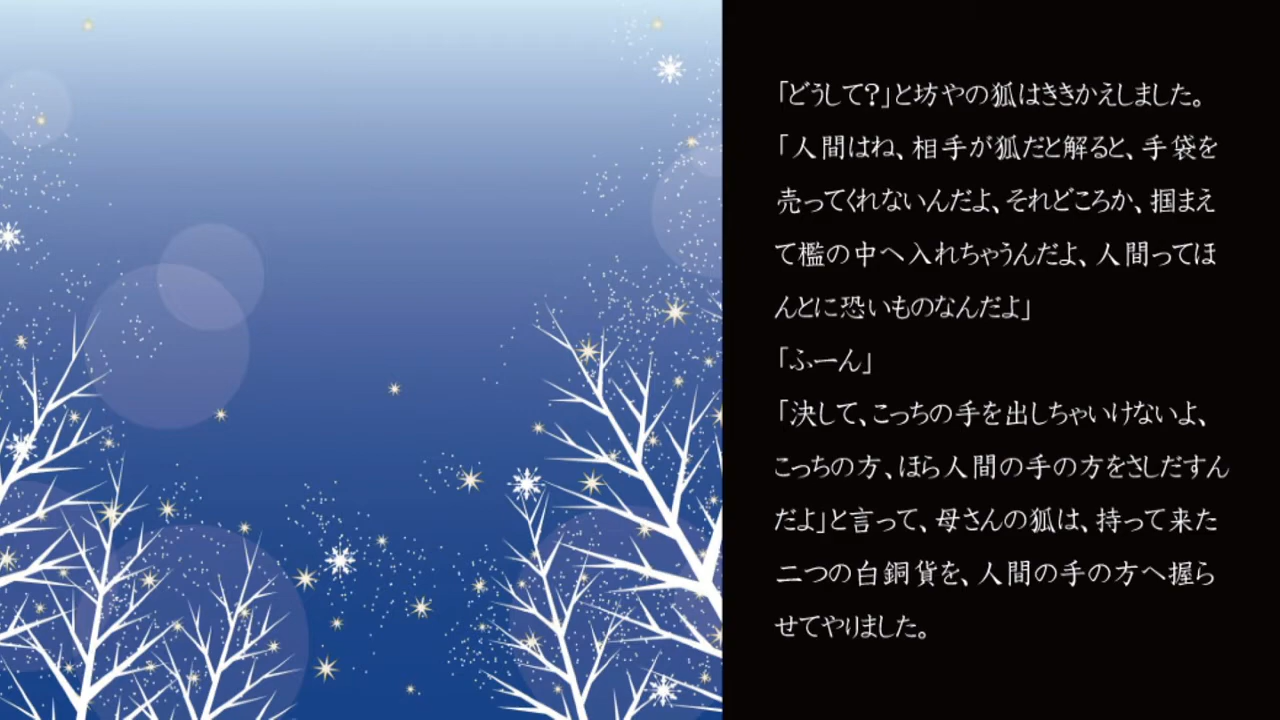 「どうして?」と坊やの狐はききかえしました。
「人間はね、相手が狐だと解ると、手袋を
売ってくれないんだよ、それどころか、掴まえ
て檻の中へ入れちゃうんだよ、人間ってほ
んとに恐いものなんだよ」
「ふーん」
「決して、こっちの手を出しちゃいけないよ、
こっちの方、ほら人間の手の方をさしだすん
だよ」と言って、母さんの狐は、持って来た
二つの白銅貨を、人間の手の方へ握ら
せてやりました。